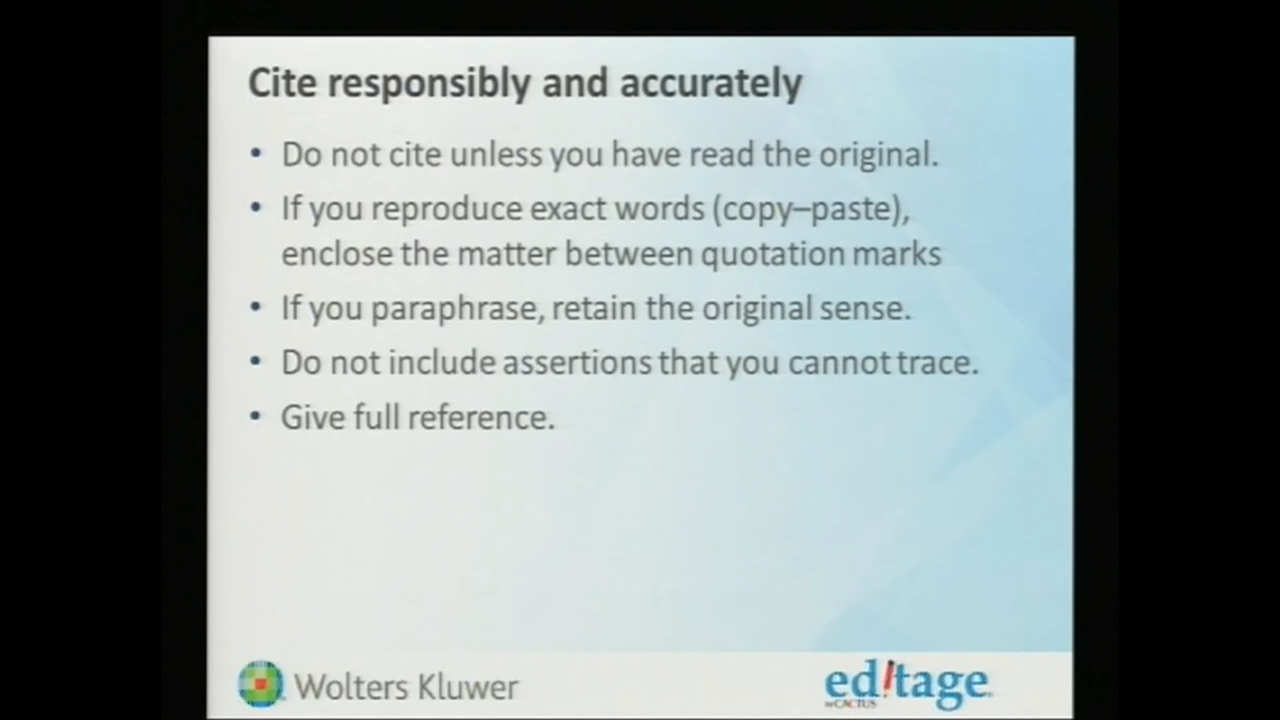 Cite responsibly and accurately
• Do not cite unless you have read the original.
• If you reproduce exact words (copy–paste),
enclose the matter between quotation marks
• If you paraphrase, retain the original sense.
• Do not include assertions that you cannot trace.
• Give full reference.
Wolters Kluwer
ed!tage
by CACTUS